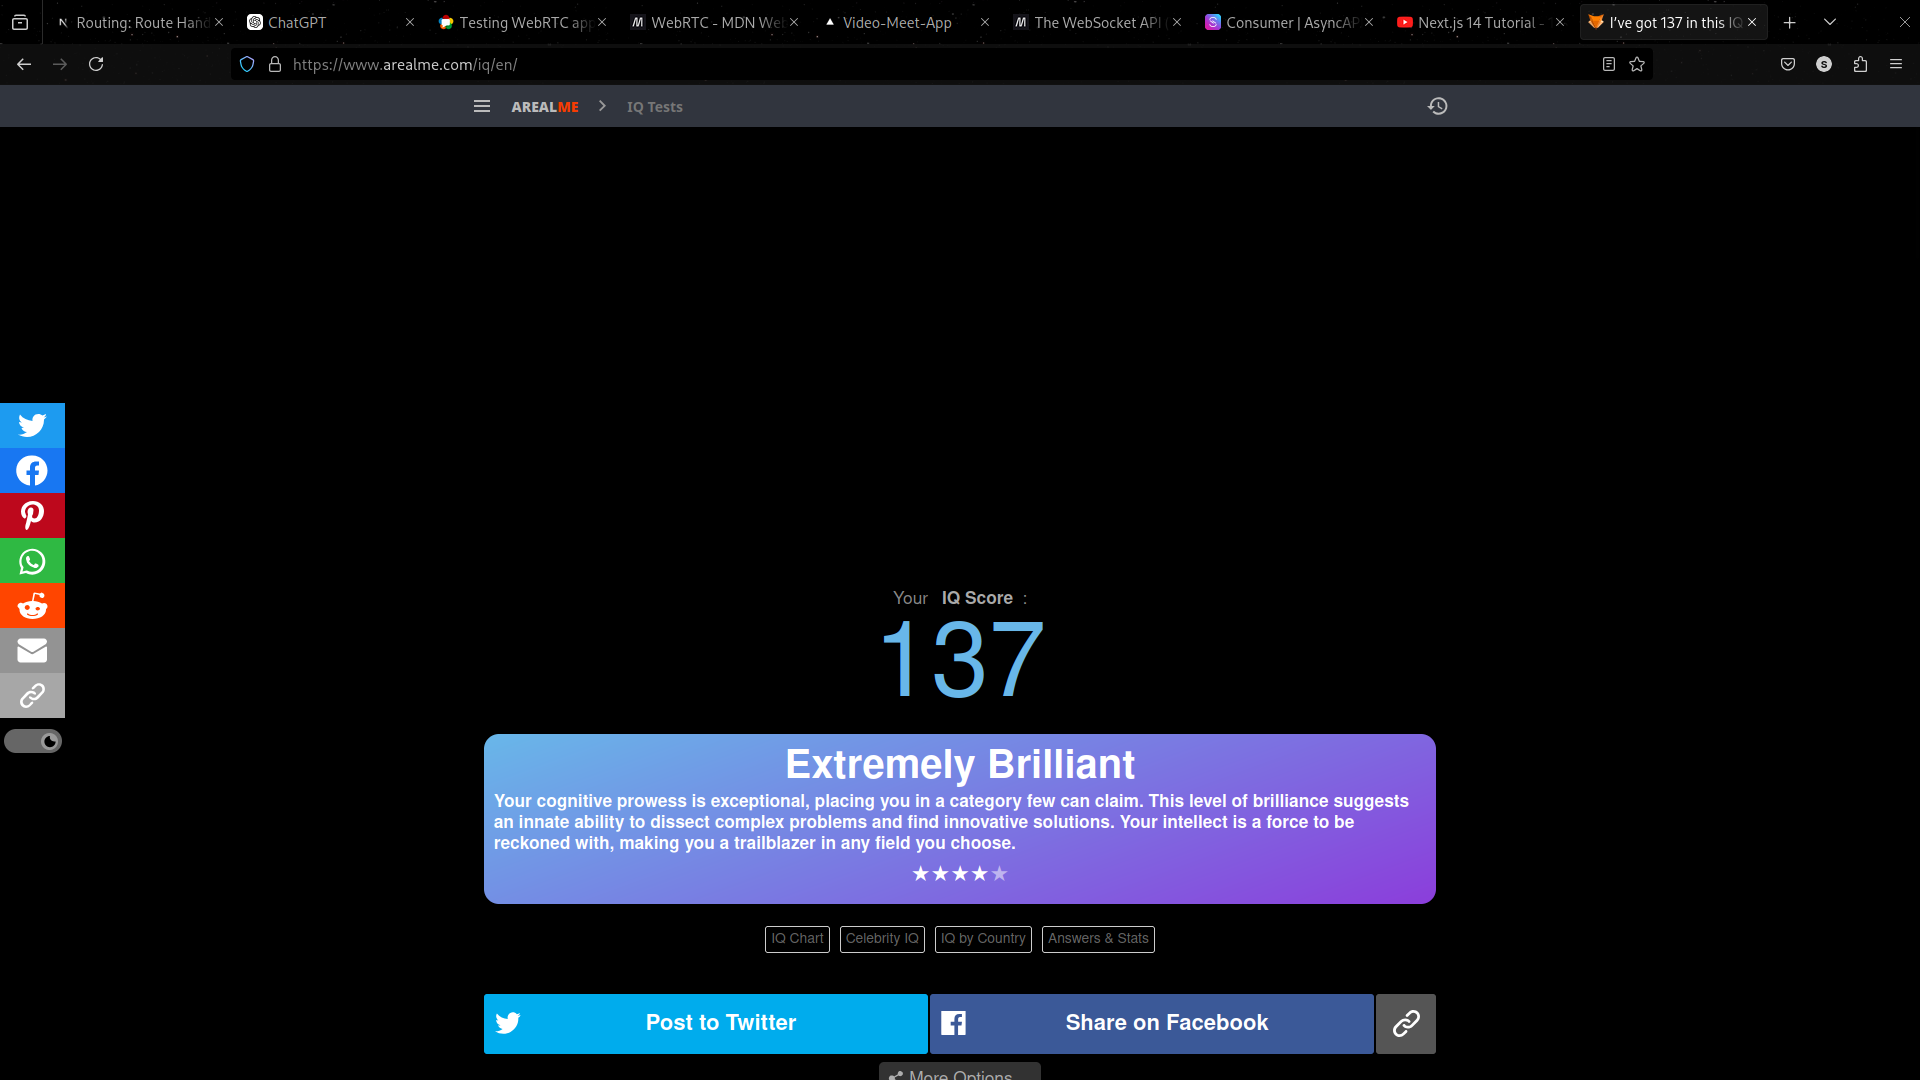 Routing: Route Hand
ChatGPT
Testing WebRTC app
WebRTC - MDN Web
Video-Meet-App
The WebSocket API (
Consumer | AsyncAP
Next.js 14 Tutorial -
I've got 137 in this IQ
https://www.arealme.com/iq/en/
S
AREALME
IQ Tests
Your IQ Score :
137
Extremely Brilliant
Your cognitive prowess is exceptional, placing you in a category few can claim. This level of brilliance suggests
an innate ability to dissect complex problems and find innovative solutions. Your intellect is a force to be
reckoned with, making you a trailblazer in any field you choose.
★★★★★
IQ Chart
Celebrity IQ
IQ by Country
Answers & Stats
Post to Twitter
Share on Facebook
More Options